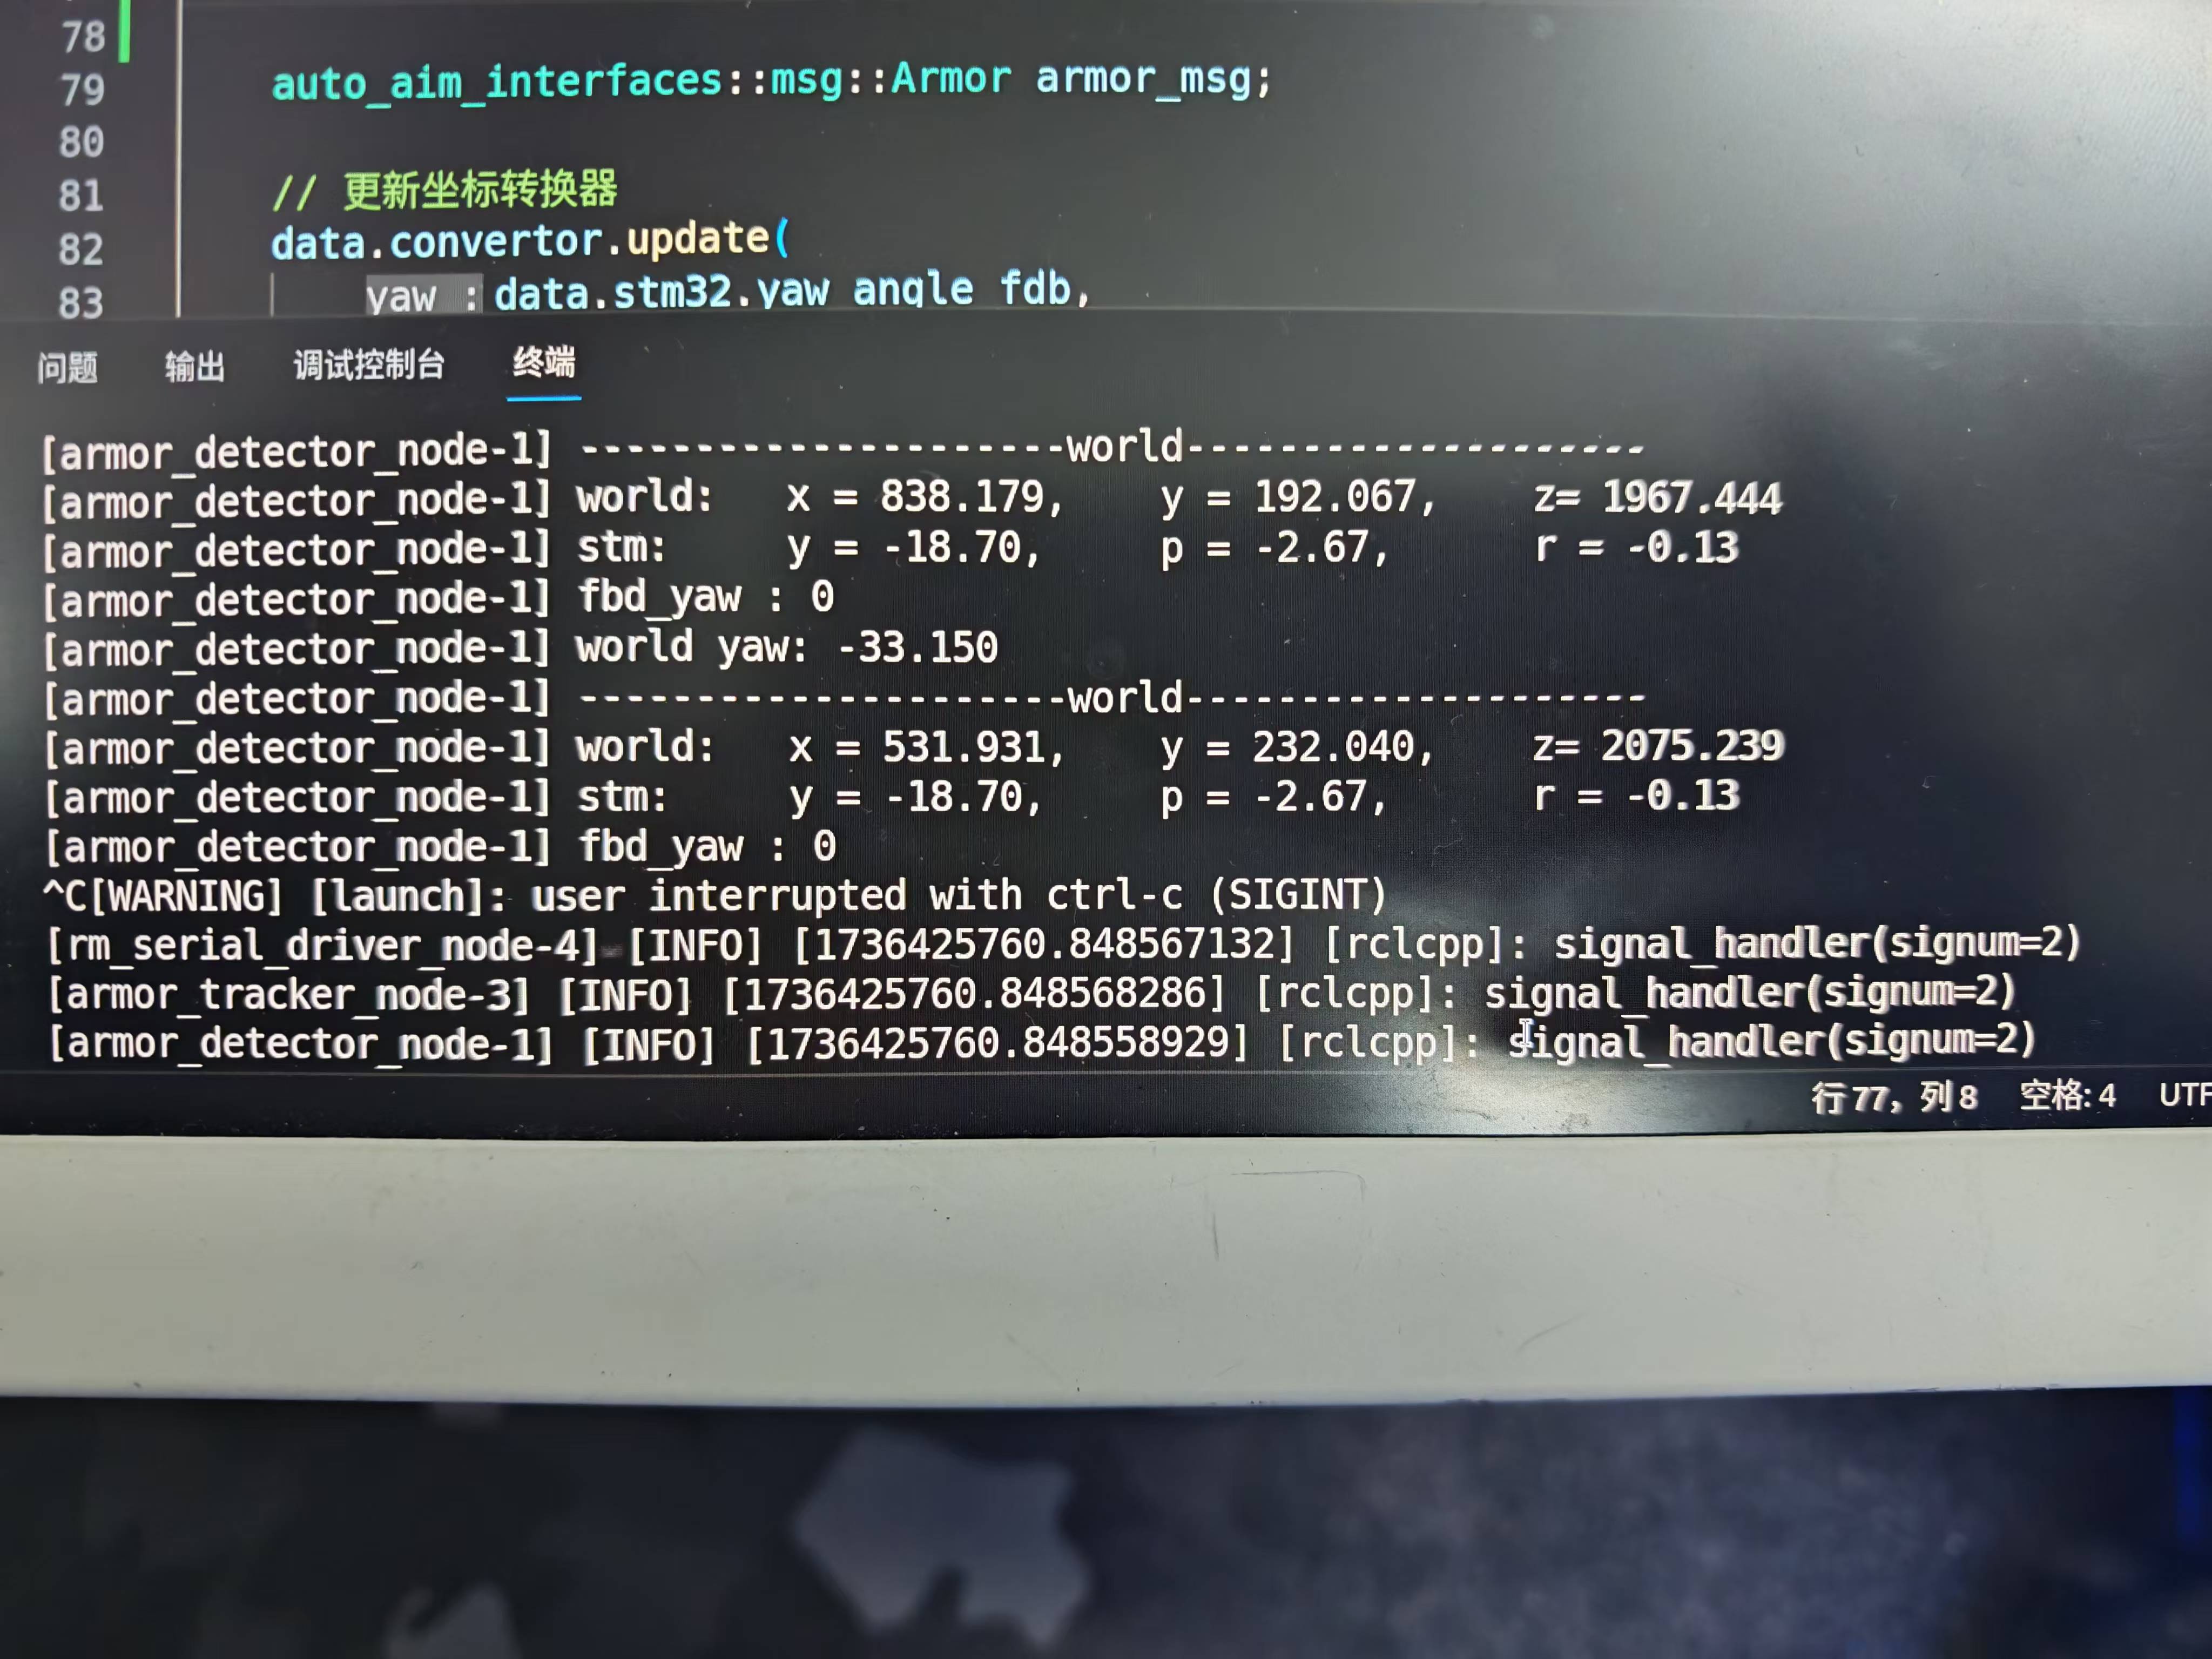 78
79 auto_aim_interfaces::msg::Armor armor_msg;
80
81 // 更新坐标转换器
82 data.convertor.update(
83 yaw : data.stm32.yaw_angle_fdb,
问题 输出 调试控制台 终端
[armor_detector_node-1] ---------------------world--------------------
[armor_detector_node-1] world: x = 838.179, y = 192.067, z= 1967.444
[armor_detector_node-1] stm: y = -18.70, p = -2.67, r = -0.13
[armor_detector_node-1] fbd_yaw : 0
[armor_detector_node-1] world yaw: -33.150
[armor_detector_node-1] ---------------------world--------------------
[armor_detector_node-1] world: x = 531.931, y = 232.040, z= 2075.239
[armor_detector_node-1] stm: y = -18.70, p = -2.67, r = -0.13
[armor_detector_node-1] fbd_yaw : 0
^C[WARNING] [launch]: user interrupted with ctrl-c (SIGINT)
[rm_serial_driver_node-4] [INFO] [1736425760.848567132] [rclcpp]: signal_handler(signum=2)
[armor_tracker_node-3] [INFO] [1736425760.848568286] [rclcpp]: signal_handler(signum=2)
[armor_detector_node-1] [INFO] [1736425760.848558929] [rclcpp]: signal_handler(signum=2)
行 77，列 8 空格: 4 UTF